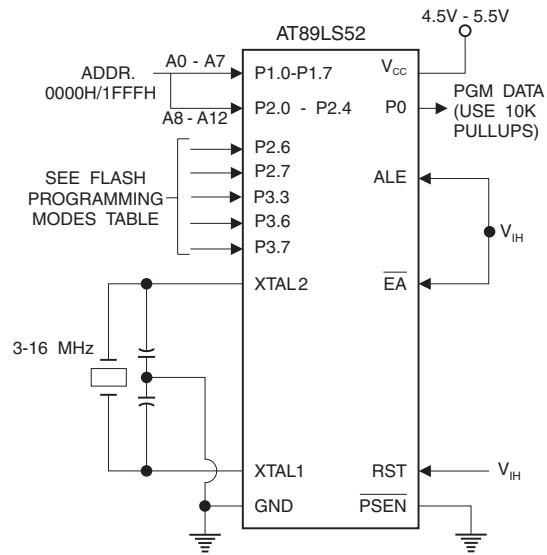 AT89LS52
4.5V - 5.5V
A0 - A7
ADDR.
0000H/1FFFH
A8 - A12
P1.0-P1.7
P2.0 - P2.4
P2.6
P2.7
P3.3
P3.6
P3.7
SEE FLASH
PROGRAMMING
MODES TABLE
XTAL2
3-16 MHz
XTAL1
GND
VCC
P0
PGM DATA
(USE 10K
PULLUPS)
ALE
VIH
EA
RST
VIH
PSEN